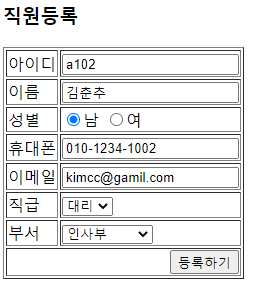 직원등록
아이디 a102
이름 김춘추
성별 남 여
휴대폰 010-1234-1002
이메일 kimcc@gamil.com
직급 대리
부서 인사부
등록하기